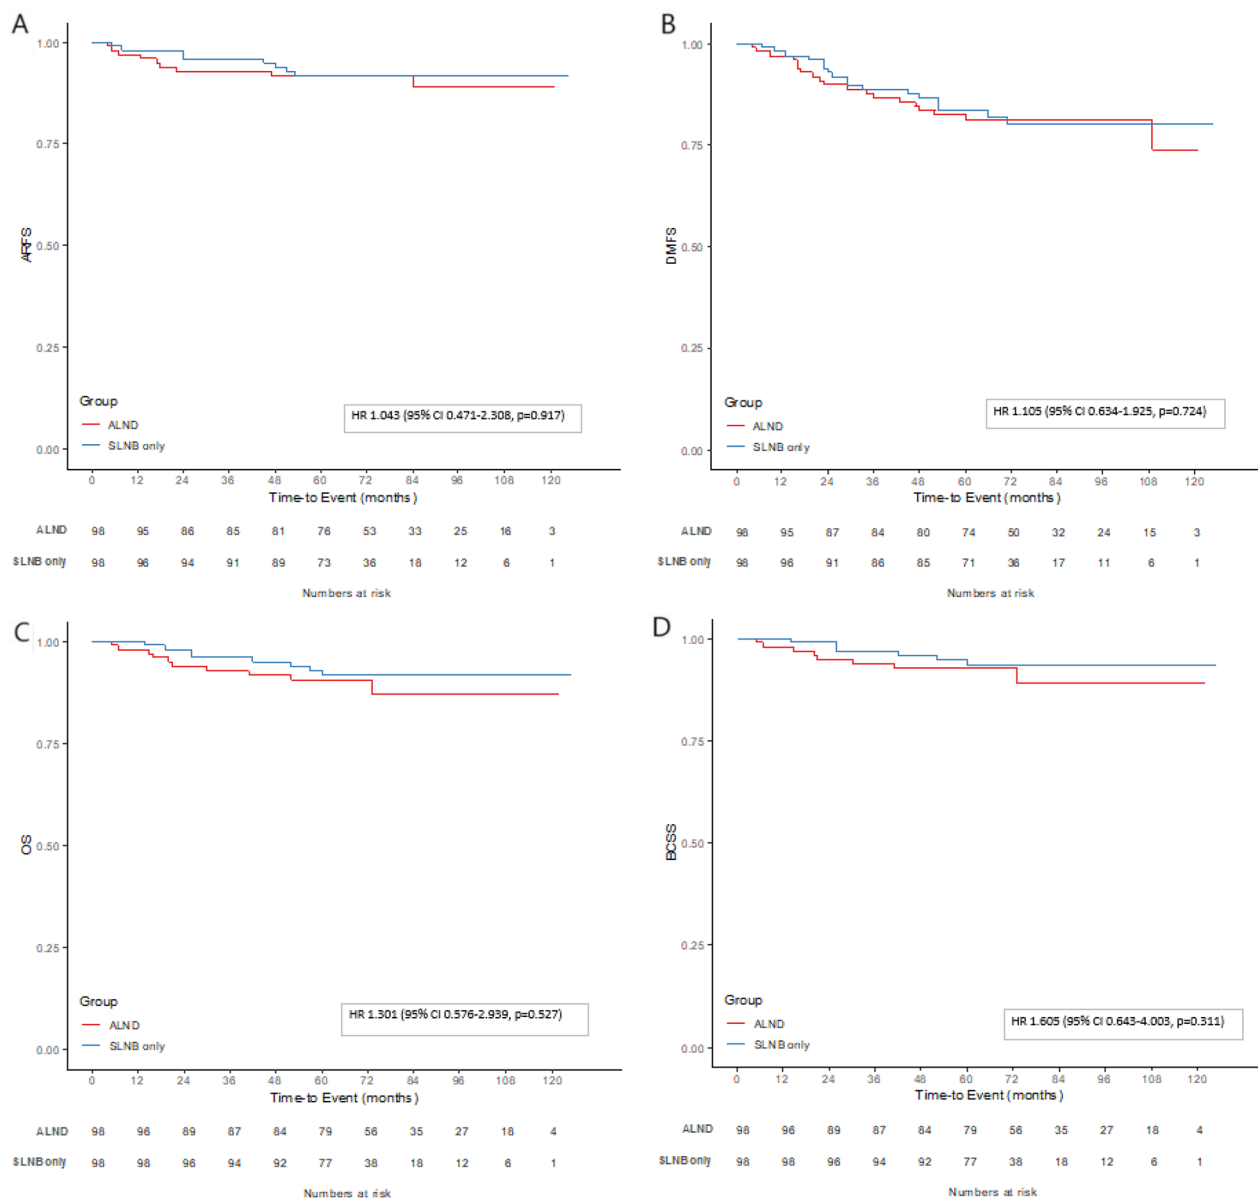 A
1.00
0.75
0.50
0.25
0.00
ARFS
Group
ALND
SLNB only
HR 1.043 (95% CI 0.471-2.308, p=0.917)
0 12 24 36 48 60 72 84 96 108 120
Time-to Event (months)
ALND 98 95 86 85 81 76 53 33 25 16 3
SLNB only 98 96 94 91 89 73 36 18 12 6 1
Numbers at risk
B
1.00
0.75
0.50
0.25
0.00
DMFS
Group
ALND
SLNB only
HR 1.105 (95% CI 0.634-1.925, p=0.724)
0 12 24 36 48 60 72 84 96 108 120
Time-to Event (months)
ALND 98 95 87 84 80 74 50 32 24 15 3
SLNB only 98 96 91 86 85 71 36 17 11 6 1
Numbers at risk
C
1.00
0.75
0.50
0.25
0.00
OS
Group
ALND
SLNB only
HR 1.301 (95% CI 0.576-2.939, p=0.527)
0 12 24 36 48 60 72 84 96 108 120
Time-to Event (months)
ALND 98 96 89 87 84 79 56 35 27 18 4
SLNB only 98 98 96 94 92 77 38 18 12 6 1
Numbers at risk
D
1.00
0.75
0.50
0.25
0.00
BCSS
Group
ALND
SLNB only
HR 1.605 (95% CI 0.643-4.003, p=0.311)
0 12 24 36 48 60 72 84 96 108 120
Time-to Event (months)
ALND 98 96 89 87 84 79 56 35 27 18 4
SLNB only 98 98 96 94 92 77 38 18 12 6 1
Numbers at risk